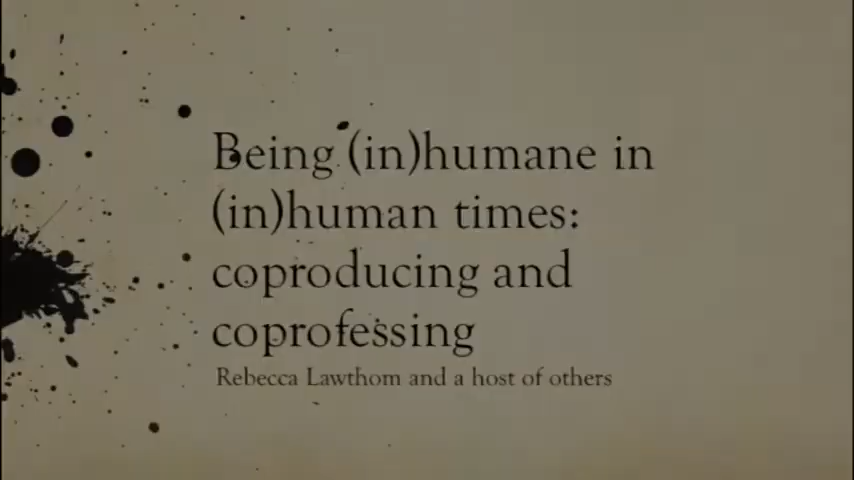 Being (in)humane in
(in)human times:
coproducing and
coprofessing
Rebecca Lawthom and a host of others